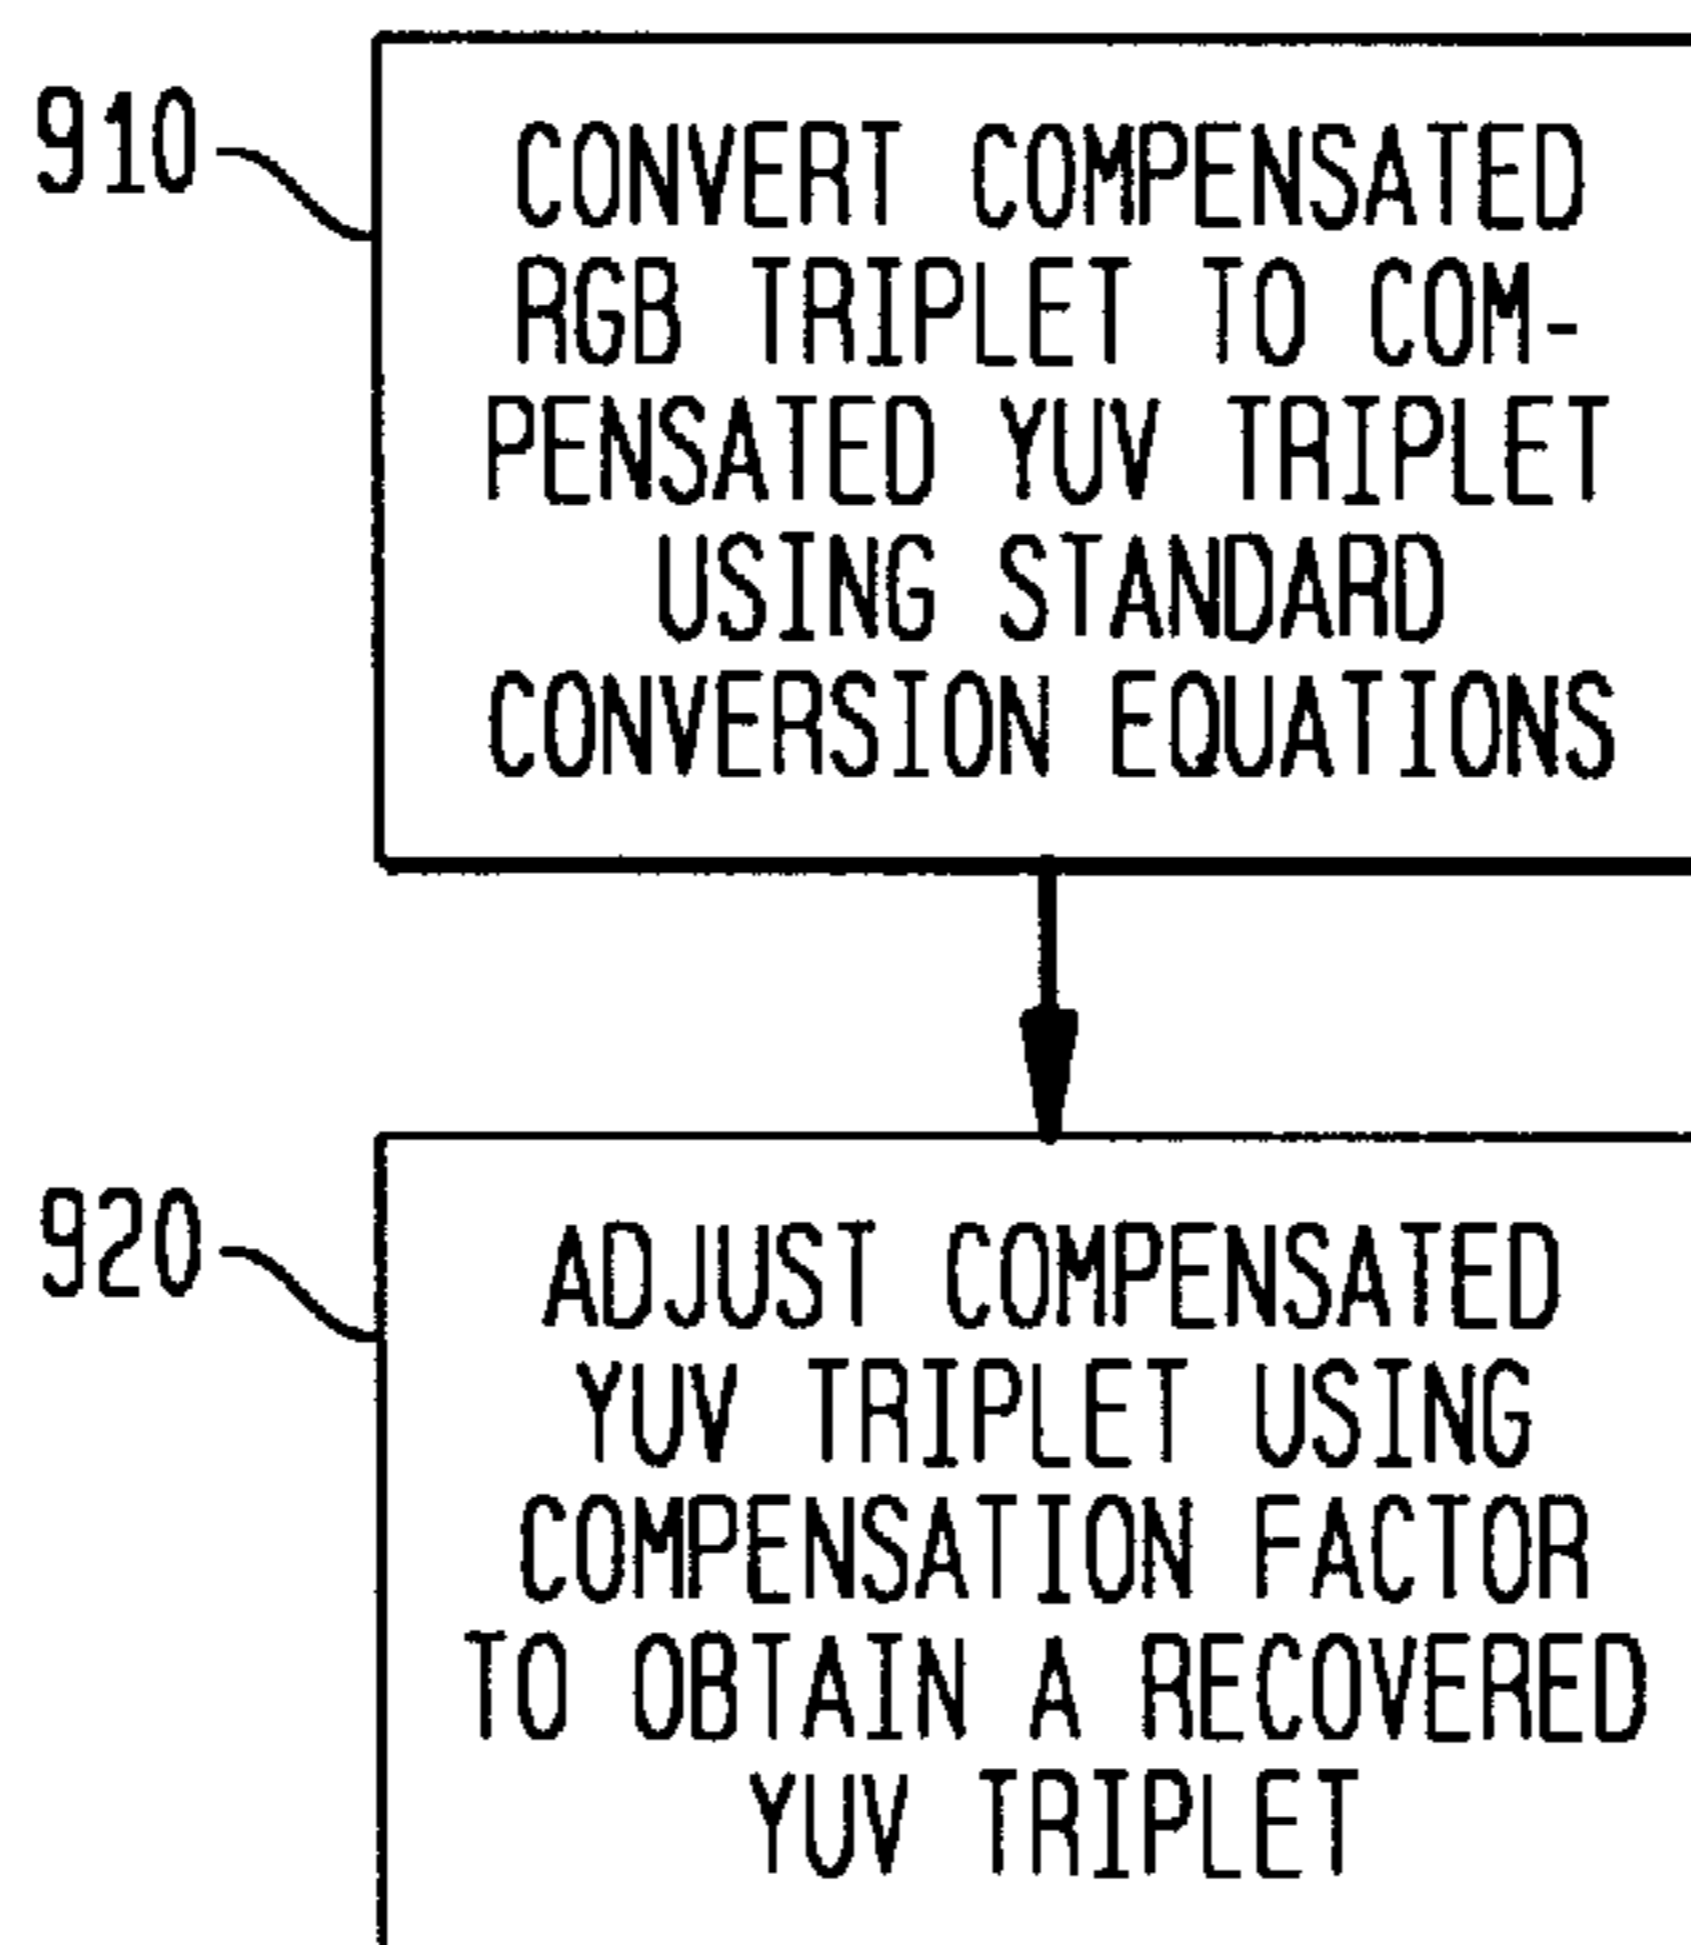 910
CONVERT COMPENSATED
RGB TRIPLET TO COM-
PENSATED YUV TRIPLET
USING STANDARD
CONVERSION EQUATIONS
920
ADJUST COMPENSATED
YUV TRIPLET USING
COMPENSATION FACTOR
TO OBTAIN A RECOVERED
YUV TRIPLET